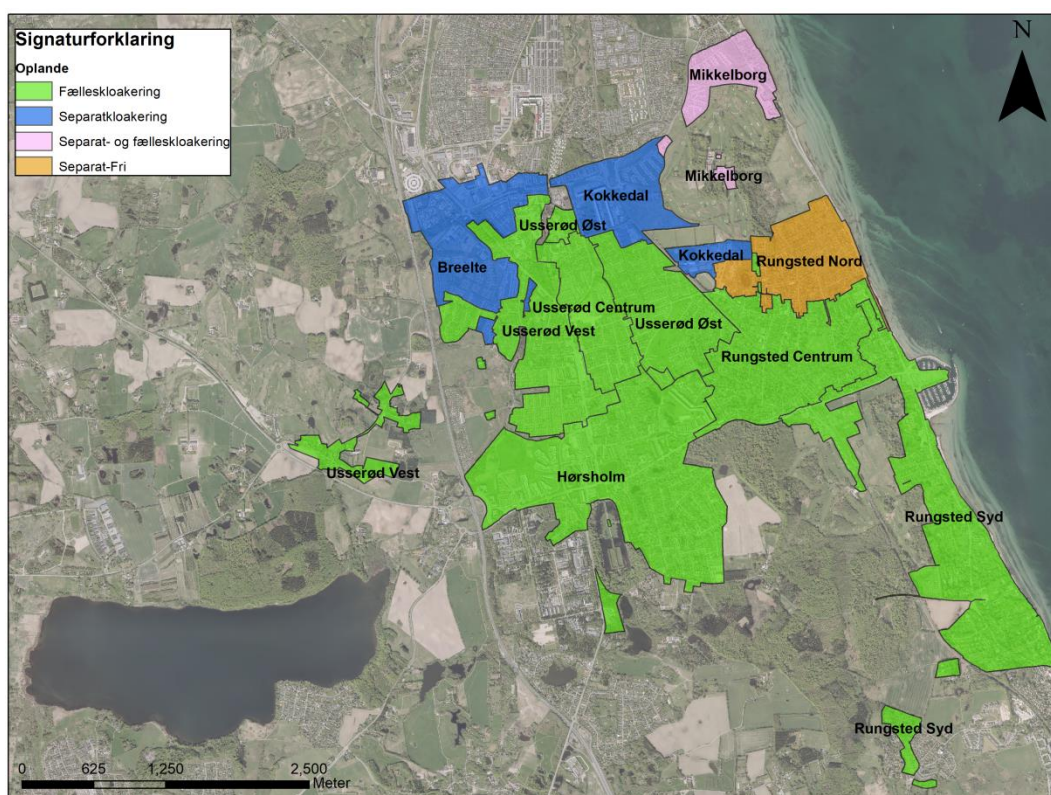 Signaturforklaring
Oplande
Fælleskloakering
Separatkloakering
Separat- og fælleskloakering
Separat-Fri
N
Mikkelborg
Mikkelborg
Kokkedal
Usserød Øst
Kokkedal
Rungsted Nord
Breelte
Usserød Centrum
Usserød Øst
Usserød Vest
Rungsted Centrum
Usserød Vest
Hørsholm
Rungsted Syd
Rungsted Syd
0 625 1,250 2,500
Meter